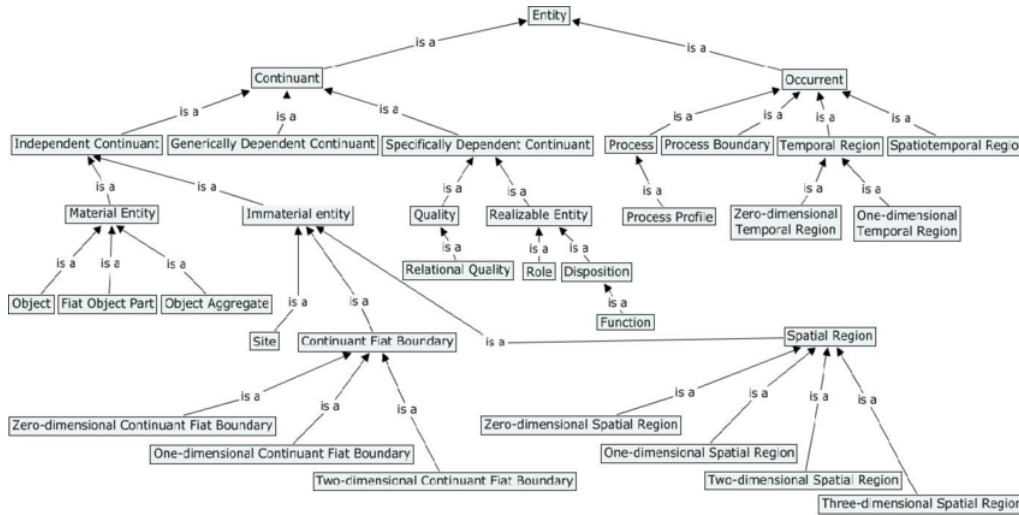 Entity
is a
is a
Continuant
Occurrent
is a
is a
is a
is a
is a
is a
is a
Independent Continuant
Generically Dependent Continuant
Specifically Dependent Continuant
Process
Process Boundary
Temporal Region
Spatiotemporal Region
is a
is a
is a
is a
is a
is a
is a
Material Entity
Immaterial entity
Quality
Realizable Entity
Process Profile
Zero-dimensional
Temporal Region
One-dimensional
Temporal Region
is a
is a
is a
is a
is a
is a
Relational Quality
Role
Disposition
Object
Fiat Object Part
Object Aggregate
is a
is a
is a
Function
Site
Continuant Fiat Boundary
is a
Spatial Region
is a
is a
is a
is a
is a
is a
is a
Zero-dimensional Continuant Fiat Boundary
Zero-dimensional Spatial Region
One-dimensional Continuant Fiat Boundary
One-dimensional Spatial Region
Two-dimensional Continuant Fiat Boundary
Two-dimensional Spatial Region
Three-dimensional Spatial Region